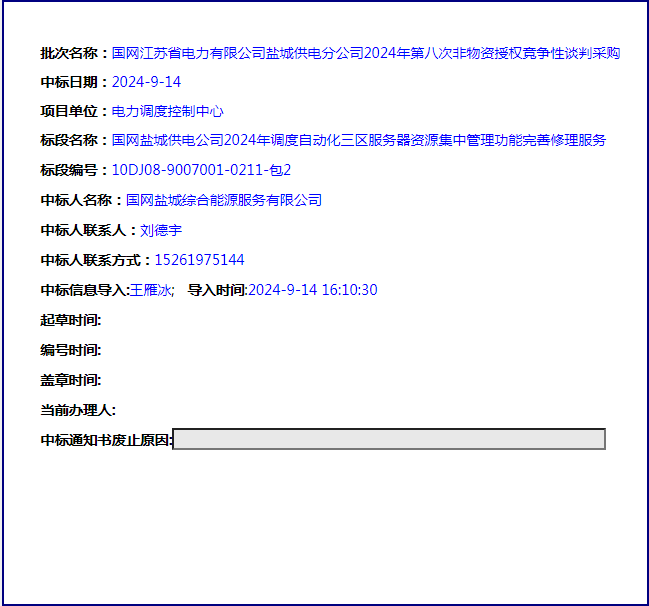 批次名称：国网江苏省电力有限公司盐城供电分公司2024年第八次非物资授权竞争性谈判采购
中标日期：2024-9-14
项目单位：电力调度控制中心
标段名称：国网盐城供电公司2024年调度自动化三区服务器资源集中管理功能完善修理服务
标段编号：10DJ08-9007001-0211-包2
中标人名称：国网盐城综合能源服务有限公司
中标人联系人：刘德宇
中标人联系方式：15261975144
中标信息导入:王雁冰; 导入时间:2024-9-14 16:10:30
起草时间:
编号时间:
盖章时间:
当前办理人:
中标通知书废止原因: